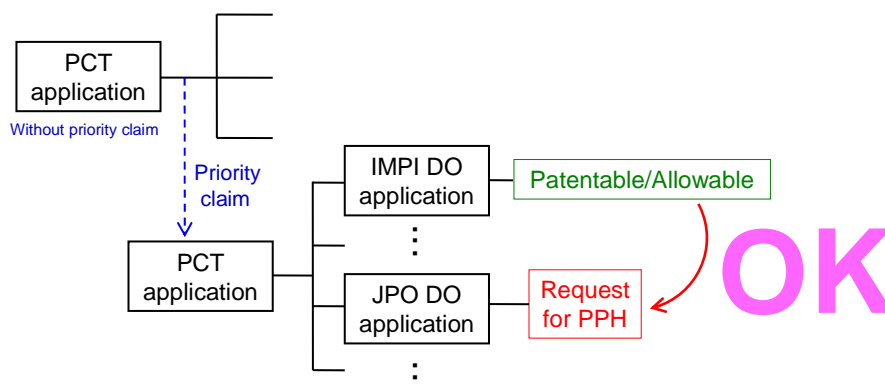 PCT
application
Without priority claim
Priority
claim
IMPI DO
application
Patentable/Allowable
PCT
application
JPO DO
application
Request
for PPH
OK